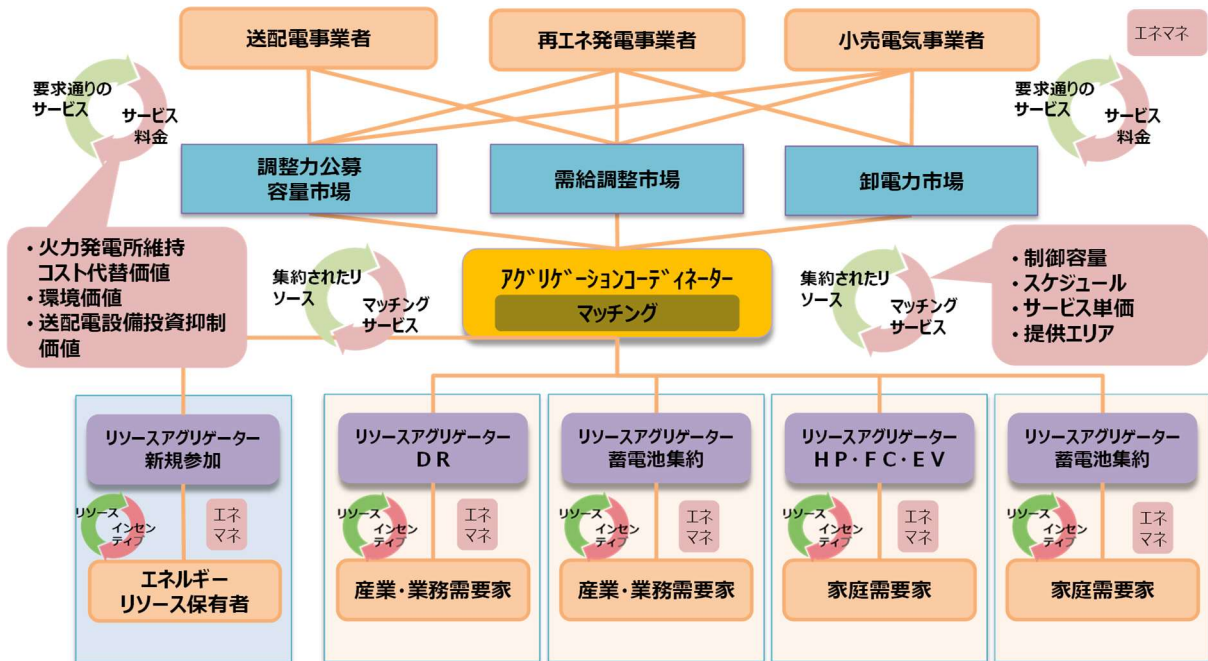 送配電事業者
再エネ発電事業者
小売電気事業者
エネマネ
要求通りの
サービス
サービス
料金
要求通りの
サービス
サービス
料金
調整力公募
容量市場
需給調整市場
卸電力市場
・火力発電所維持
コスト代替価値
・環境価値
・送配電設備投資抑制
価値
集約されたリ
ソース
マッチング
サービス
アグリゲーションコーディネーター
マッチング
集約されたリ
ソース
マッチング
サービス
・制御容量
・スケジュール
・サービス単価
・提供エリア
リソースアグリゲーター
新規参加
リソースアグリゲーター
DR
リソースアグリゲーター
蓄電池集約
リソースアグリゲーター
HP・FC・EV
リソースアグリゲーター
蓄電池集約
リソース
インセン
ティブ
エネ
マネ
リソース
インセン
ティブ
エネ
マネ
リソース
インセン
ティブ
エネ
マネ
リソース
インセン
ティブ
エネ
マネ
リソース
インセン
ティブ
エネ
マネ
エネルギー
リソース保有者
産業・業務需要家
産業・業務需要家
家庭需要家
家庭需要家